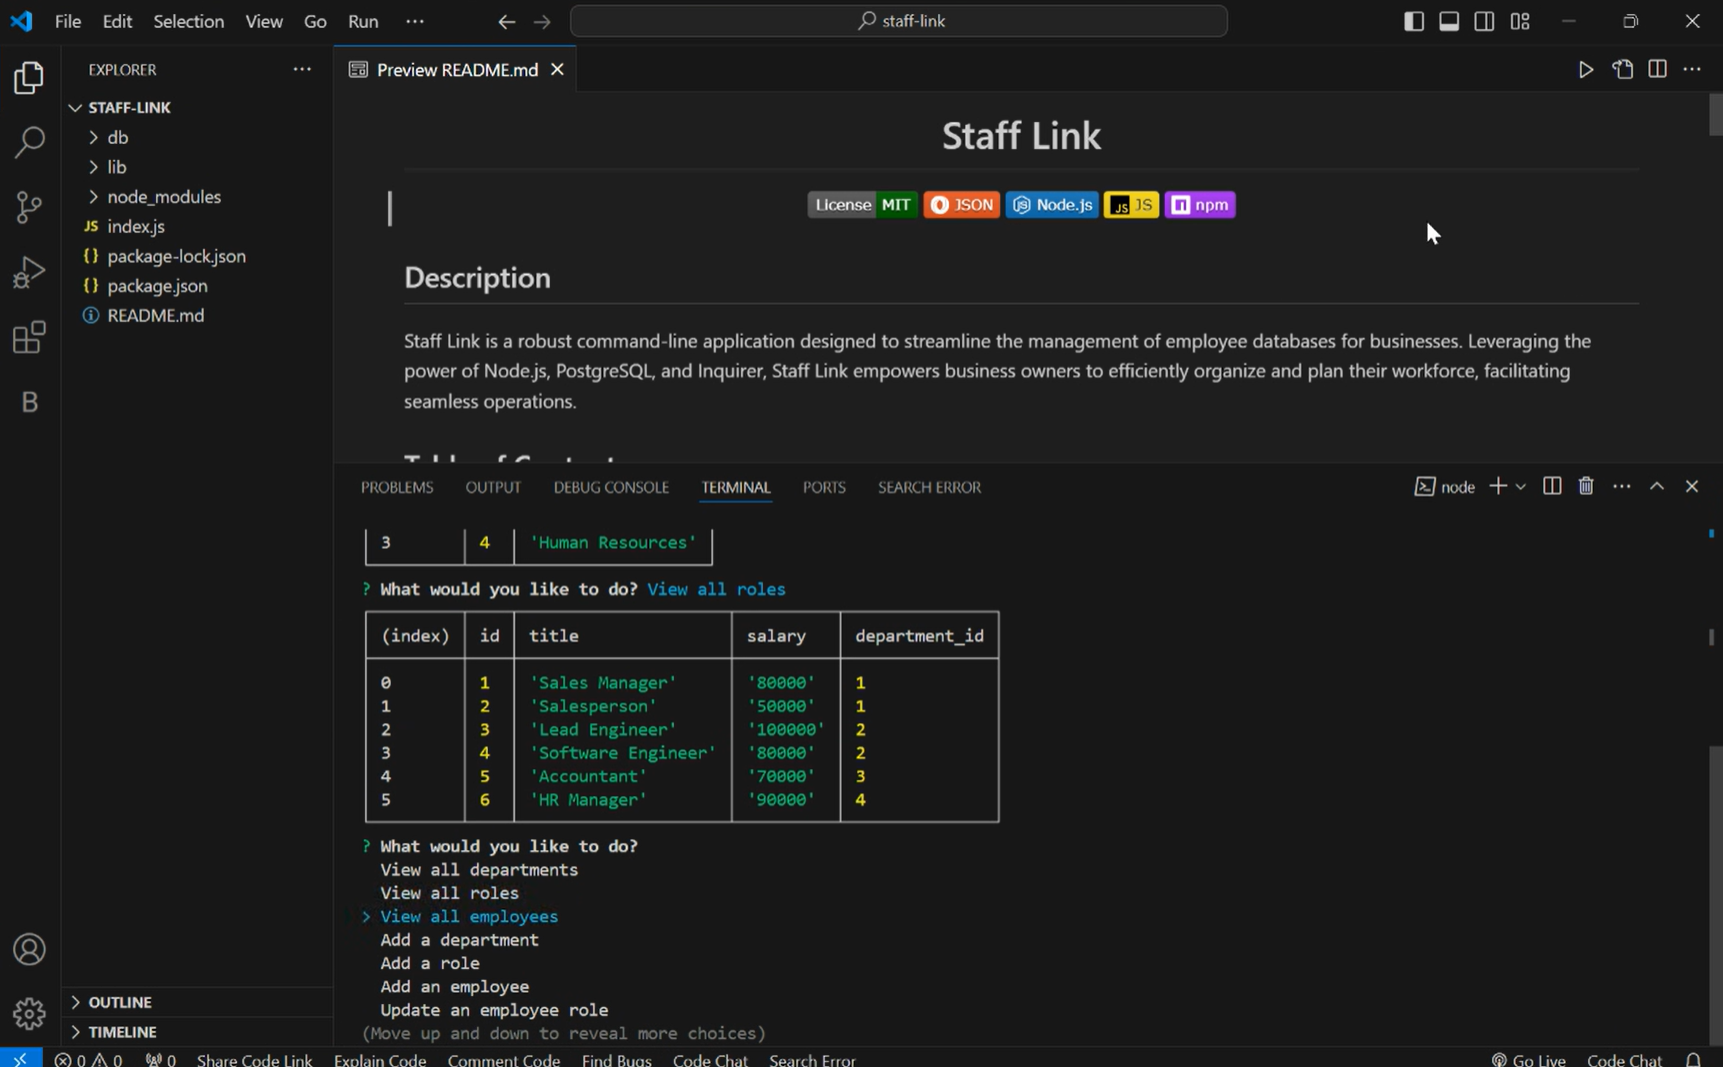 File Edit Selection View Go Run ···
staff-link
EXPLORER ···
Preview README.md
STAFF-LINK
db
lib
node_modules
JS index.js
{} package-lock.json
{} package.json
README.md
B
OUTLINE
TIMELINE
Staff Link
License MIT JSON Node.js JS JS npm
Description
Staff Link is a robust command-line application designed to streamline the management of employee databases for businesses. Leveraging the
power of Node.js, PostgreSQL, and Inquirer, Staff Link empowers business owners to efficiently organize and plan their workforce, facilitating
seamless operations.
PROBLEMS OUTPUT DEBUG CONSOLE TERMINAL PORTS SEARCH ERROR node
3 4 'Human Resources'
? What would you like to do? View all roles
(index) id title salary department_id
0 1 'Sales Manager' '80000' 1
1 2 'Salesperson' '50000' 1
2 3 'Lead Engineer' '100000' 2
3 4 'Software Engineer' '80000' 2
4 5 'Accountant' '70000' 3
5 6 'HR Manager' '90000' 4
? What would you like to do?
View all departments
View all roles
> View all employees
Add a department
Add a role
Add an employee
Update an employee role
(Move up and down to reveal more choices)
0 0 0 Share Code Link Explain Code Comment Code Find Bugs Code Chat Search Error Go Live Code Chat